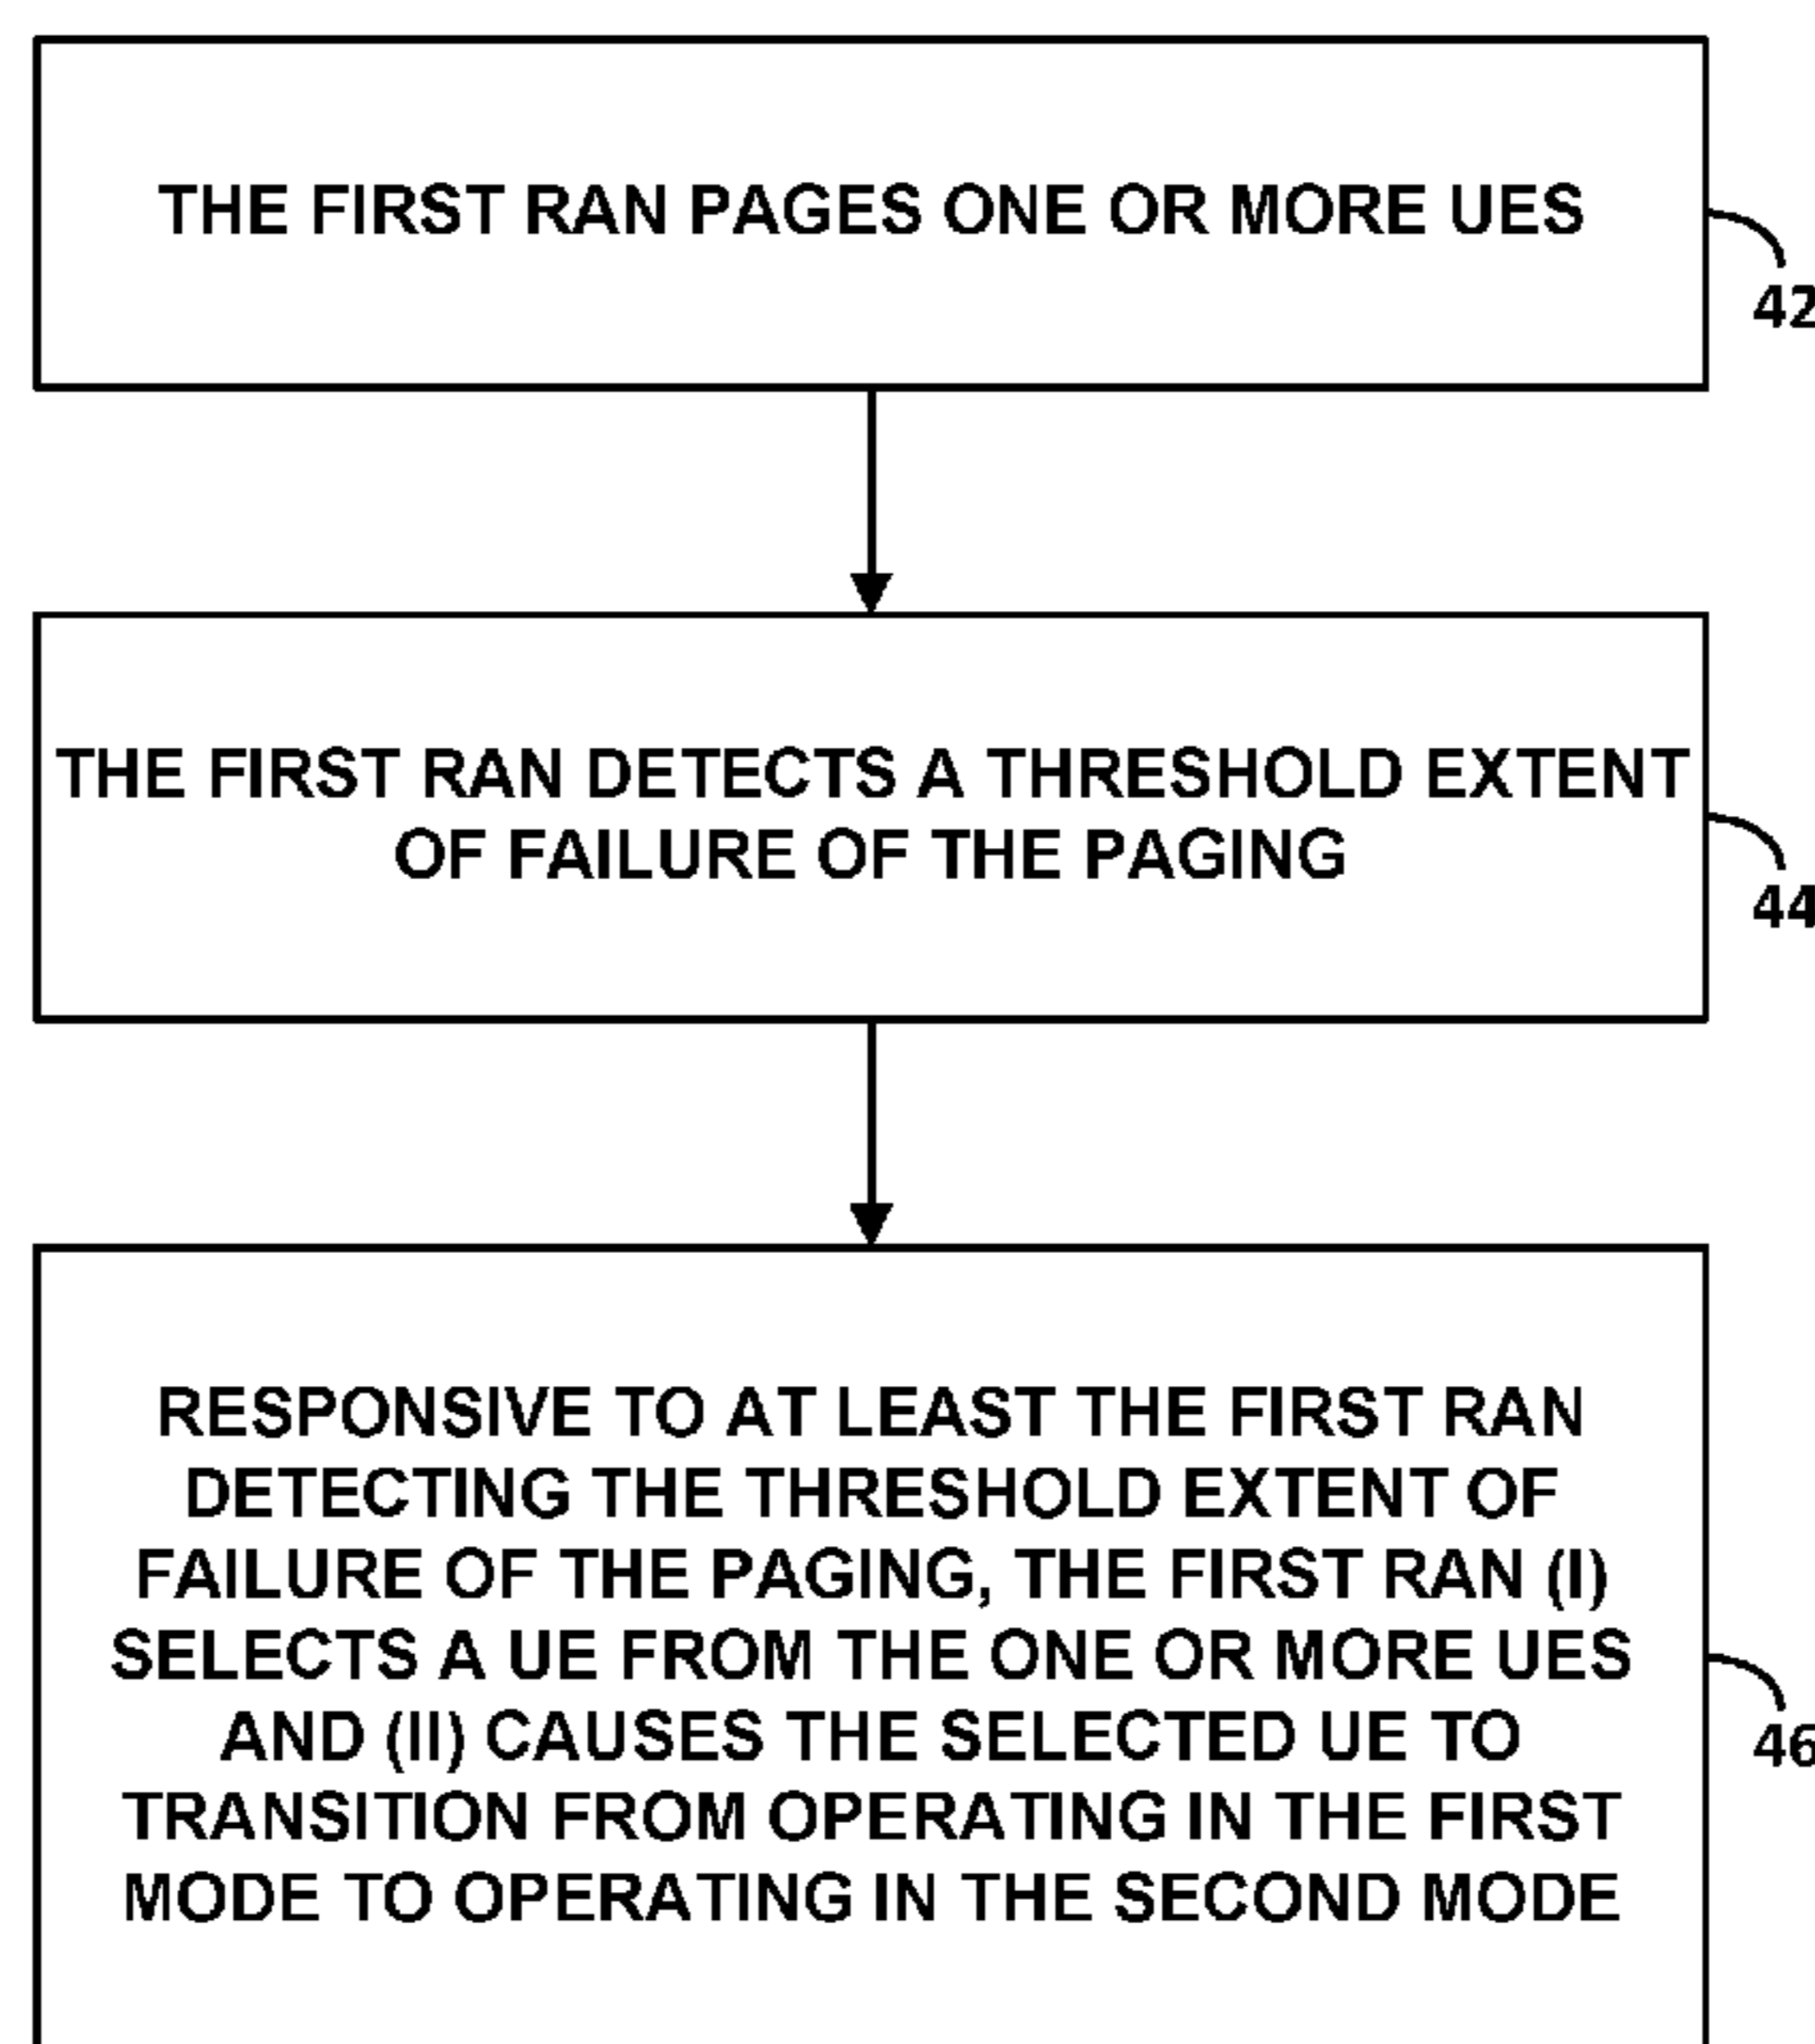 THE FIRST RAN PAGES ONE OR MORE UES
42
THE FIRST RAN DETECTS A THRESHOLD EXTENT
OF FAILURE OF THE PAGING
44
RESPONSIVE TO AT LEAST THE FIRST RAN
DETECTING THE THRESHOLD EXTENT OF
FAILURE OF THE PAGING, THE FIRST RAN (I)
SELECTS A UE FROM THE ONE OR MORE UES
AND (II) CAUSES THE SELECTED UE TO
TRANSITION FROM OPERATING IN THE FIRST
MODE TO OPERATING IN THE SECOND MODE
46